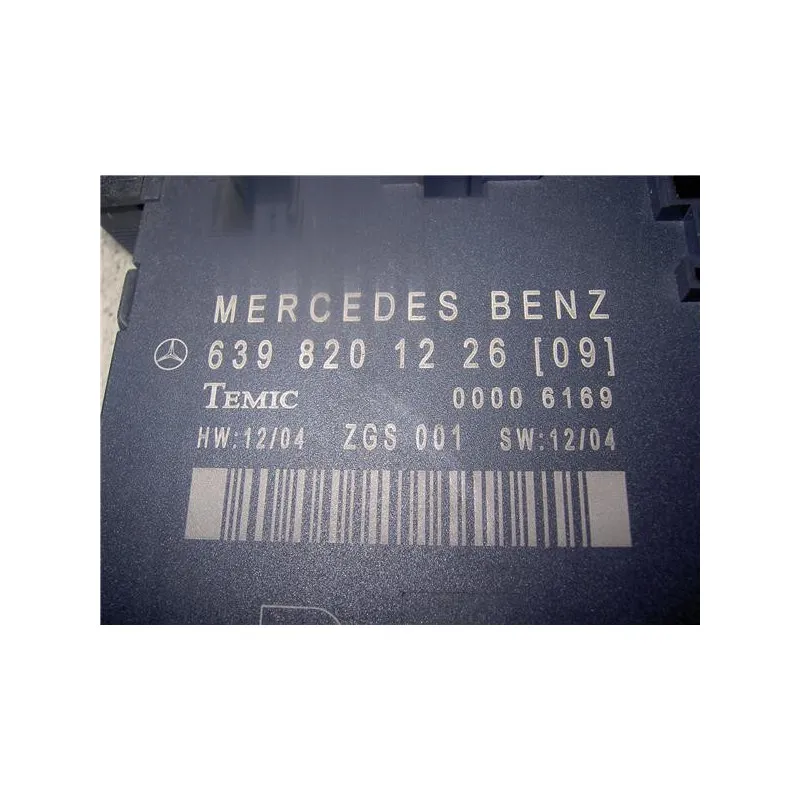 MERCEDES BENZ
639 820 12 26 [09]
TEMIC 0000 6169
HW:12/04 ZGS 001 SW:12/04